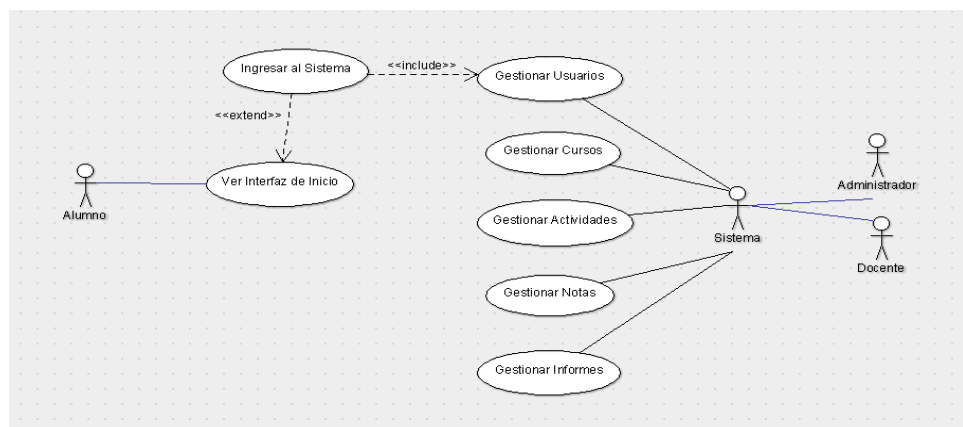 Ingresar al Sistema
<<include>>
Gestionar Usuarios
<<extend>>
Gestionar Cursos
Ver Interfaz de Inicio
Administrador
Alumno
Gestionar Actividades
Sistema
Docente
Gestionar Notas
Gestionar Informes